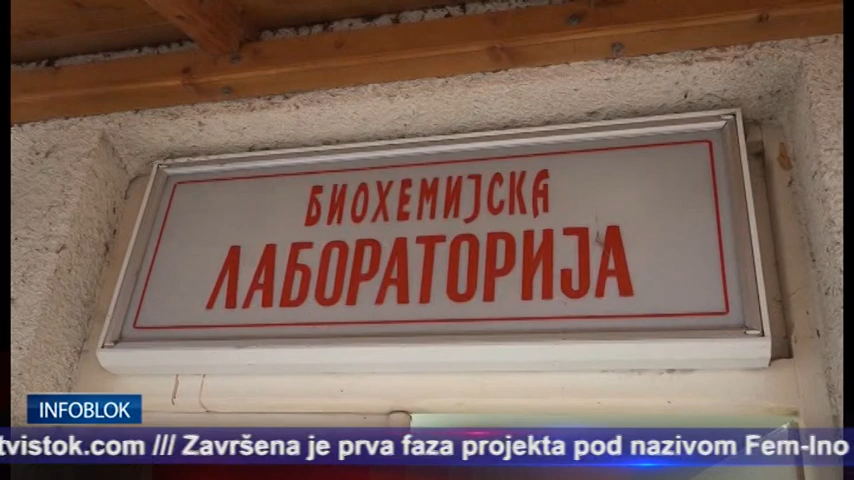 БИОХЕМИЈСКА
ЛАБОРАТОРИЈА
INFOBLOK
tvistok.com /// Završena je prva faza projekta pod nazivom Fem-Ino